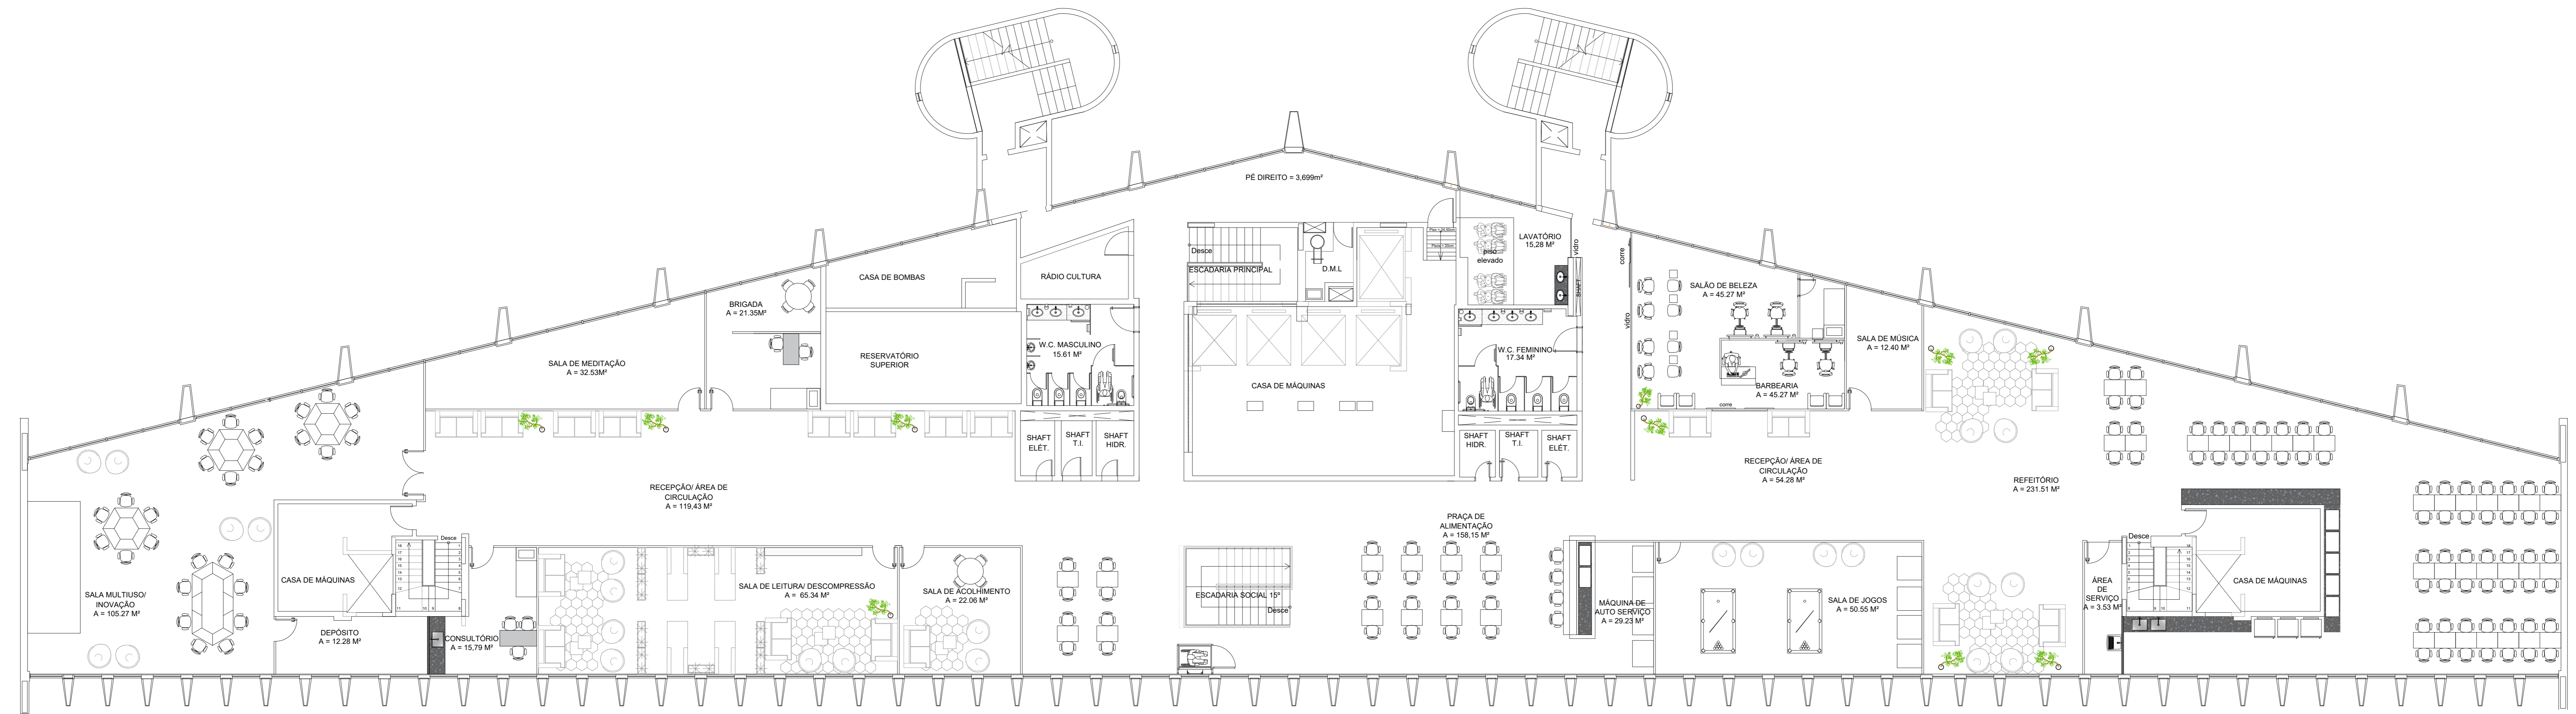 PÉ DIREITO = 3,699m²
LAVATÓRIO
15,28 M²
piso
elevado
vidro
SHAFT
corre
vidro
Desce
ESCADARIA PRINCIPAL
D.M.L
CASA DE BOMBAS
RÁDIO CULTURA
BRIGADA
A = 21.35M²
SALÃO DE BELEZA
A = 45.27 M²
SALA DE MÚSICA
A = 12.40 M²
BARBEARIA
A = 45.27 M²
corre
SALA DE MEDITAÇÃO
A = 32.53M²
RESERVATÓRIO
SUPERIOR
W.C. MASCULINO
15.61 M²
W.C. FEMININO
17.34 M²
CASA DE MÁQUINAS
SHAFT
ELÉT.
SHAFT
T.I.
SHAFT
HIDR.
SHAFT
HIDR.
SHAFT
T.I.
SHAFT
ELÉT.
RECEPÇÃO/ ÁREA DE
CIRCULAÇÃO
A = 119,43 M²
RECEPÇÃO/ ÁREA DE
CIRCULAÇÃO
A = 54.28 M²
REFEITÓRIO
A = 231.51 M²
PRAÇA DE
ALIMENTAÇÃO
A = 158,15 M²
SALA MULTIUSO/
INOVAÇÃO
A = 105.27 M²
CASA DE MÁQUINAS
Desce
DEPÓSITO
A = 12.28 M²
CONSULTÓRIO
A = 15,79 M²
SALA DE LEITURA/ DESCOMPRESSÃO
A = 65.34 M²
SALA DE ACOLHIMENTO
A = 22.06 M²
ESCADARIA SOCIAL 15º
Desce
MÁQUINA DE
AUTO SERVIÇO
A = 29.23 M²
SALA DE JOGOS
A = 50.55 M²
ÁREA
DE
SERVIÇO
A = 3.53 M²
Desce
CASA DE MÁQUINAS